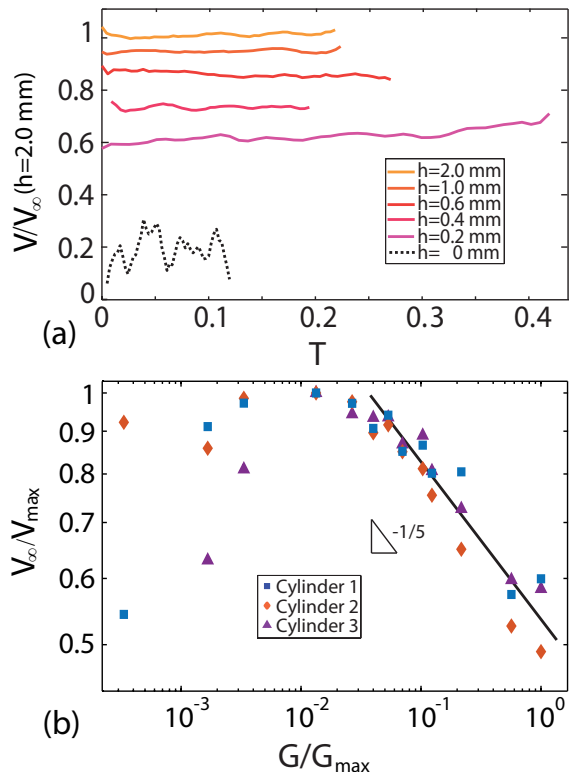 1
0.8
0.6
0.4
0.2
0
V/V∞ (h=2.0 mm)
h=2.0 mm
h=1.0 mm
h=0.6 mm
h=0.4 mm
h=0.2 mm
h= 0 mm
0 0.1 0.2 0.3 0.4
(a) T
1
0.9
0.8
0.7
0.6
0.5
V∞/Vmax
-1/5
Cylinder 1
Cylinder 2
Cylinder 3
10⁻³ 10⁻² 10⁻¹ 10⁰
(b) G/Gmax